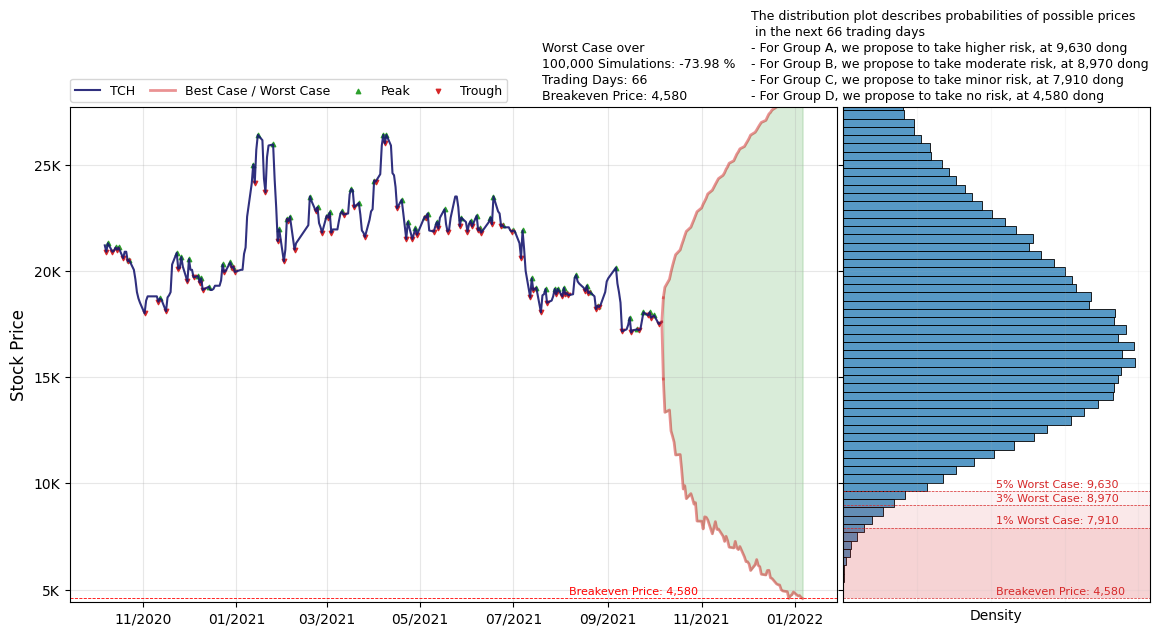 The distribution plot describes probabilities of possible prices
in the next 66 trading days
- For Group A, we propose to take higher risk, at 9,630 dong
- For Group B, we propose to take moderate risk, at 8,970 dong
- For Group C, we propose to take minor risk, at 7,910 dong
- For Group D, we propose to take no risk, at 4,580 dong
Worst Case over
100,000 Simulations: -73.98 %
Trading Days: 66
Breakeven Price: 4,580
TCH
Best Case / Worst Case
Peak
Trough
Stock Price
25K
20K
15K
10K
5K
Breakeven Price: 4,580
11/2020
01/2021
03/2021
05/2021
07/2021
09/2021
11/2021
01/2022
5% Worst Case: 9,630
3% Worst Case: 8,970
1% Worst Case: 7,910
Breakeven Price: 4,580
Density